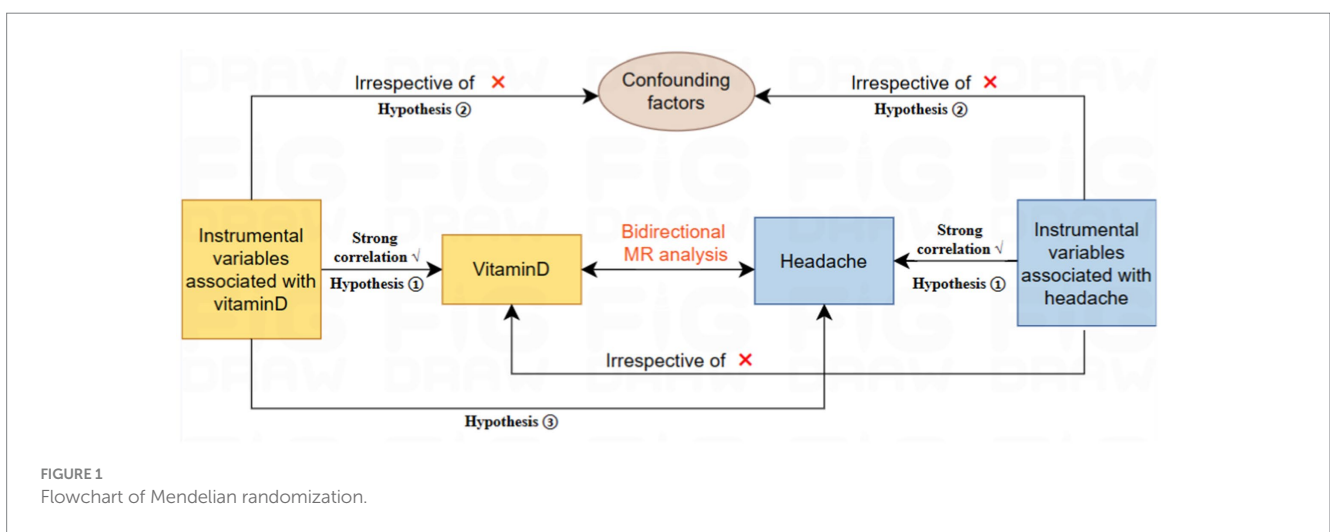 Irrespective of ×
Hypothesis ②
Confounding
factors
Irrespective of ×
Hypothesis ②
Instrumental
variables
associated with
vitaminD
Strong
correlation √
Hypothesis ①
VitaminD
Bidirectional
MR analysis
Headache
Strong
correlation √
Hypothesis ①
Instrumental
variables
associated with
headache
Irrespective of ×
Hypothesis ③
FIGURE 1
Flowchart of Mendelian randomization.